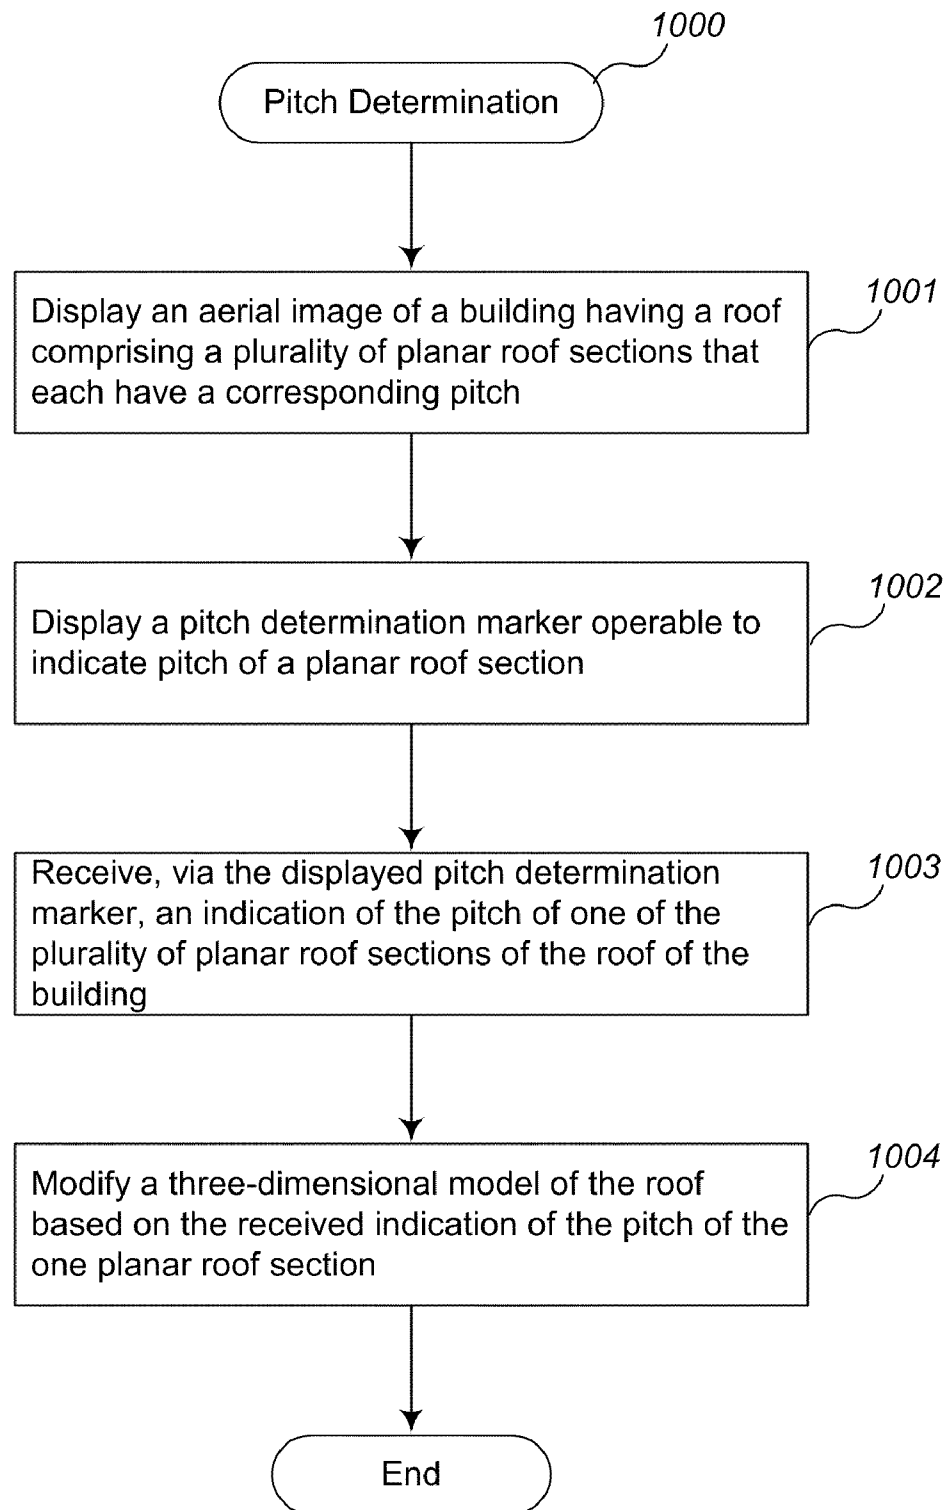 1000
Pitch Determination
1001
Display an aerial image of a building having a roof
comprising a plurality of planar roof sections that
each have a corresponding pitch
1002
Display a pitch determination marker operable to
indicate pitch of a planar roof section
1003
Receive, via the displayed pitch determination
marker, an indication of the pitch of one of the
plurality of planar roof sections of the roof of the
building
1004
Modify a three-dimensional model of the roof
based on the received indication of the pitch of the
one planar roof section
End